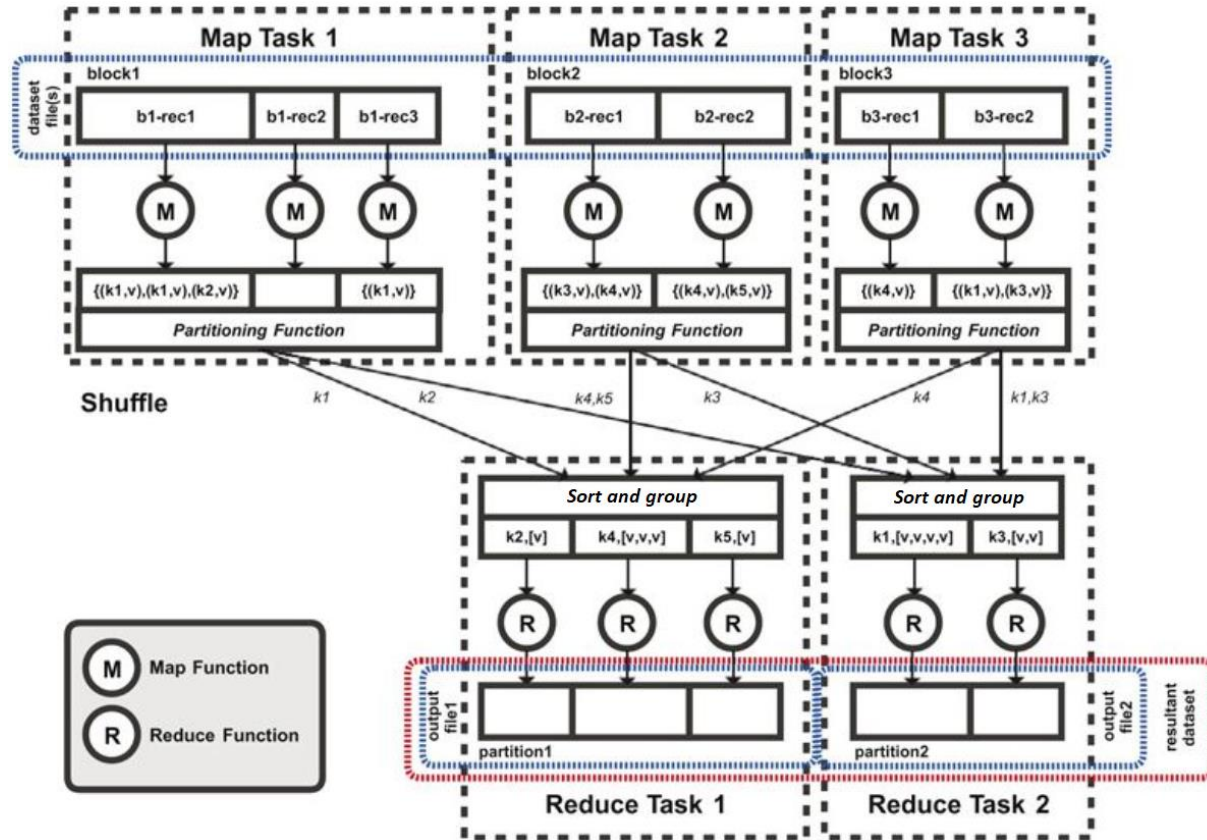 Map Task 1
Map Task 2
Map Task 3
dataset
file(s)
block1
block2
block3
b1-rec1
b1-rec2
b1-rec3
b2-rec1
b2-rec2
b3-rec1
b3-rec2
M
M
M
M
M
M
M
{(k1,v),(k1,v),(k2,v)}
{(k1,v)}
{(k3,v),(k4,v)}
{(k4,v),(k5,v)}
{(k4,v)}
{(k1,v),(k3,v)}
Partitioning Function
Partitioning Function
Partitioning Function
Shuffle
k1
k2
k4,k5
k3
k4
k1,k3
Sort and group
Sort and group
k2,[v]
k4,[v,v,v]
k5,[v]
k1,[v,v,v,v]
k3,[v,v]
R
R
R
R
R
M Map Function
R Reduce Function
output
file1
partition1
partition2
output
file2
resultant
dataset
Reduce Task 1
Reduce Task 2